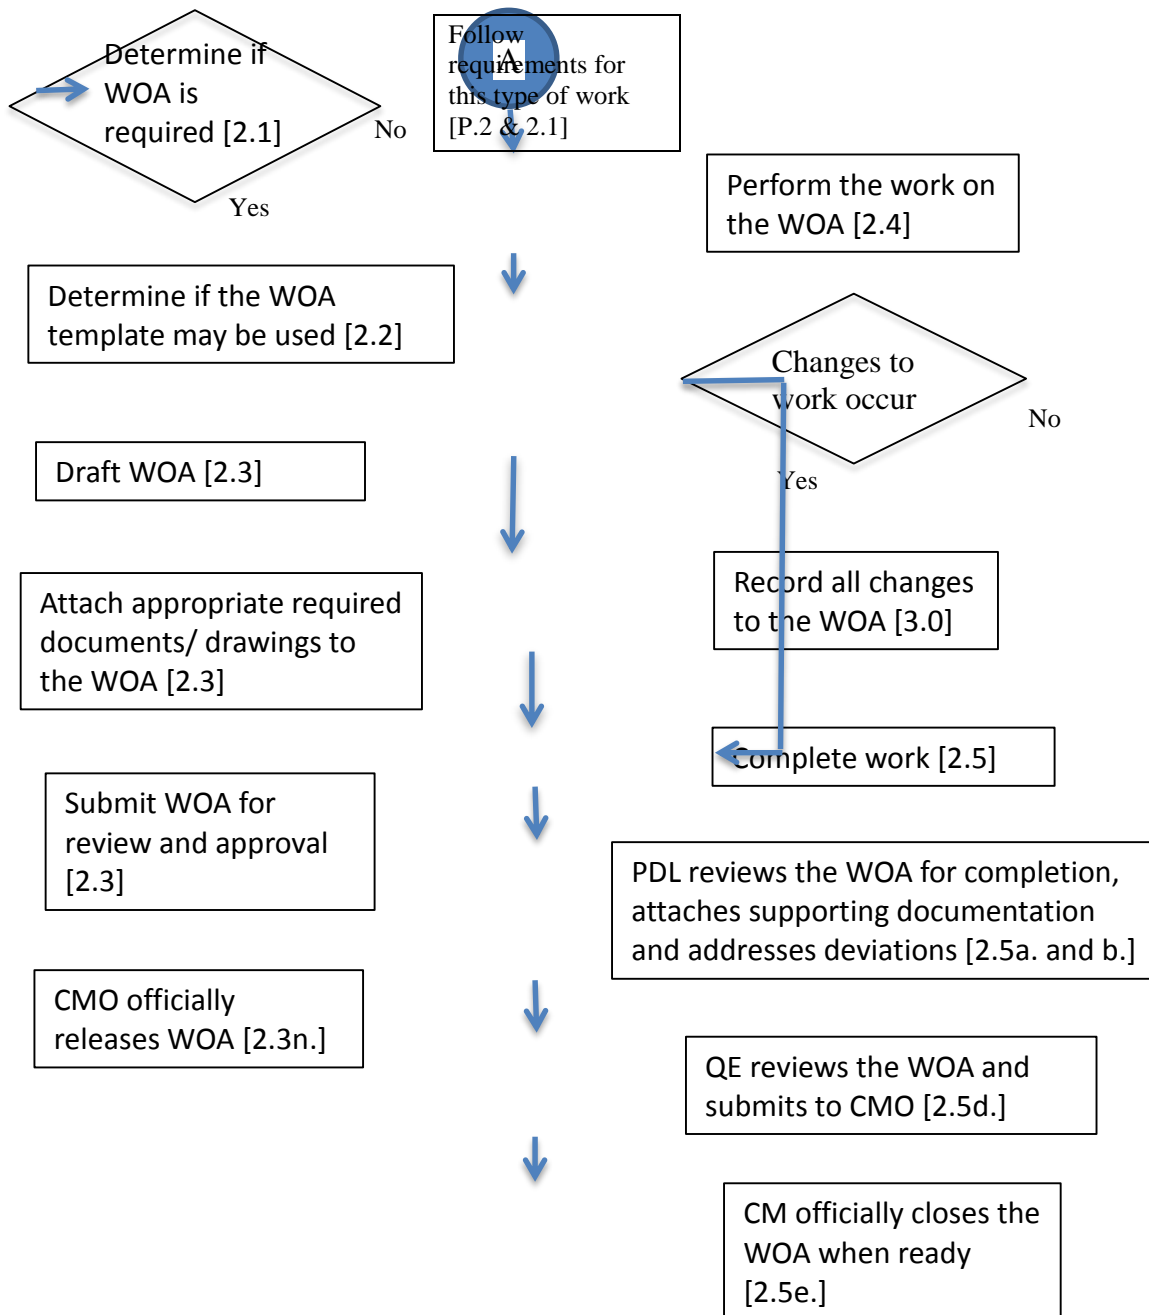 Determine if
WOA is
required [2.1]
No
Yes
Follow
requirements for
this type of work
[P.2 & 2.1]
A
Determine if the WOA
template may be used [2.2]
Draft WOA [2.3]
Attach appropriate required
documents/ drawings to
the WOA [2.3]
Submit WOA for
review and approval
[2.3]
CMO officially
releases WOA [2.3n.]
Perform the work on
the WOA [2.4]
Changes to
work occur
No
Yes
Record all changes
to the WOA [3.0]
Complete work [2.5]
PDL reviews the WOA for completion,
attaches supporting documentation
and addresses deviations [2.5a. and b.]
QE reviews the WOA and
submits to CMO [2.5d.]
CM officially closes the
WOA when ready
[2.5e.]